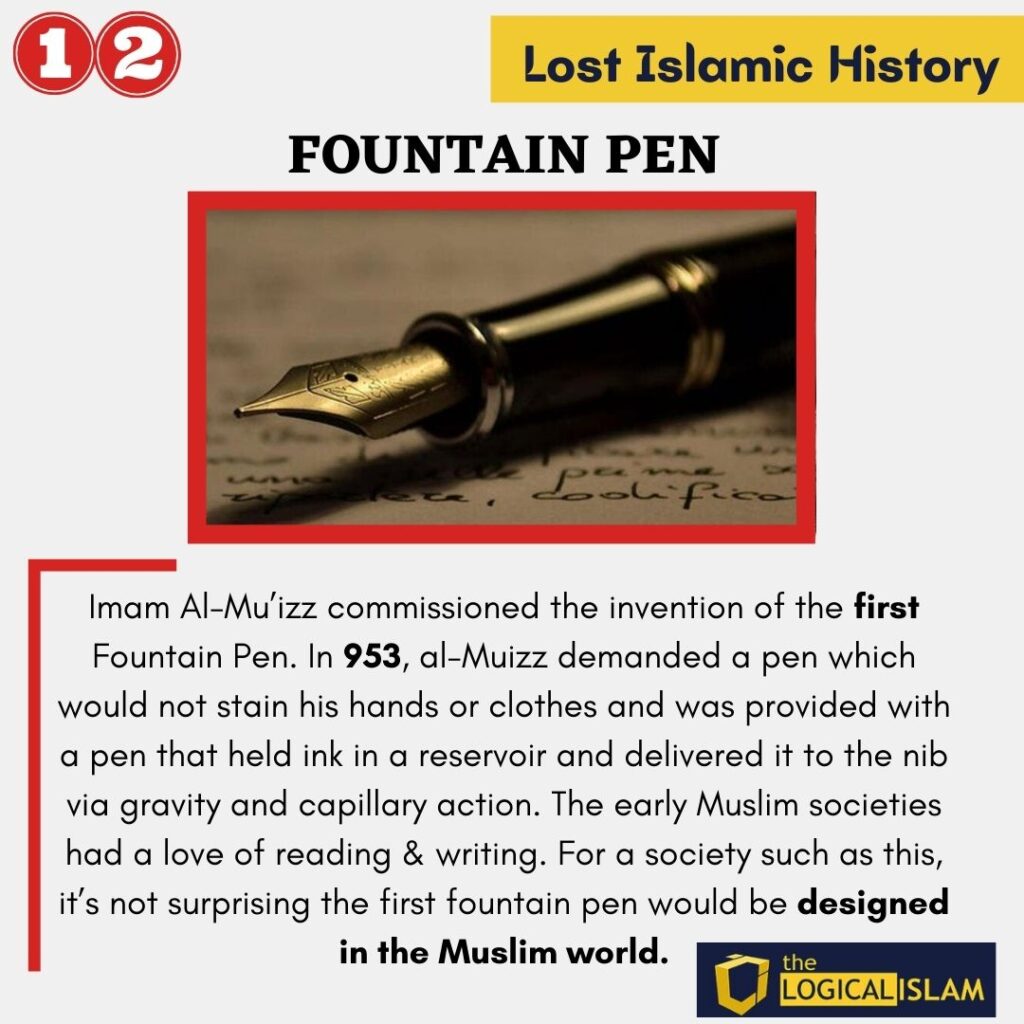 12
Lost Islamic History
FOUNTAIN PEN
prime
, codifica
Imam Al-Mu’izz commissioned the invention of the first
Fountain Pen. In 953, al-Muizz demanded a pen which
would not stain his hands or clothes and was provided with
a pen that held ink in a reservoir and delivered it to the nib
via gravity and capillary action. The early Muslim societies
had a love of reading & writing. For a society such as this,
it’s not surprising the first fountain pen would be designed
in the Muslim world.
the
LOGICALISLAM